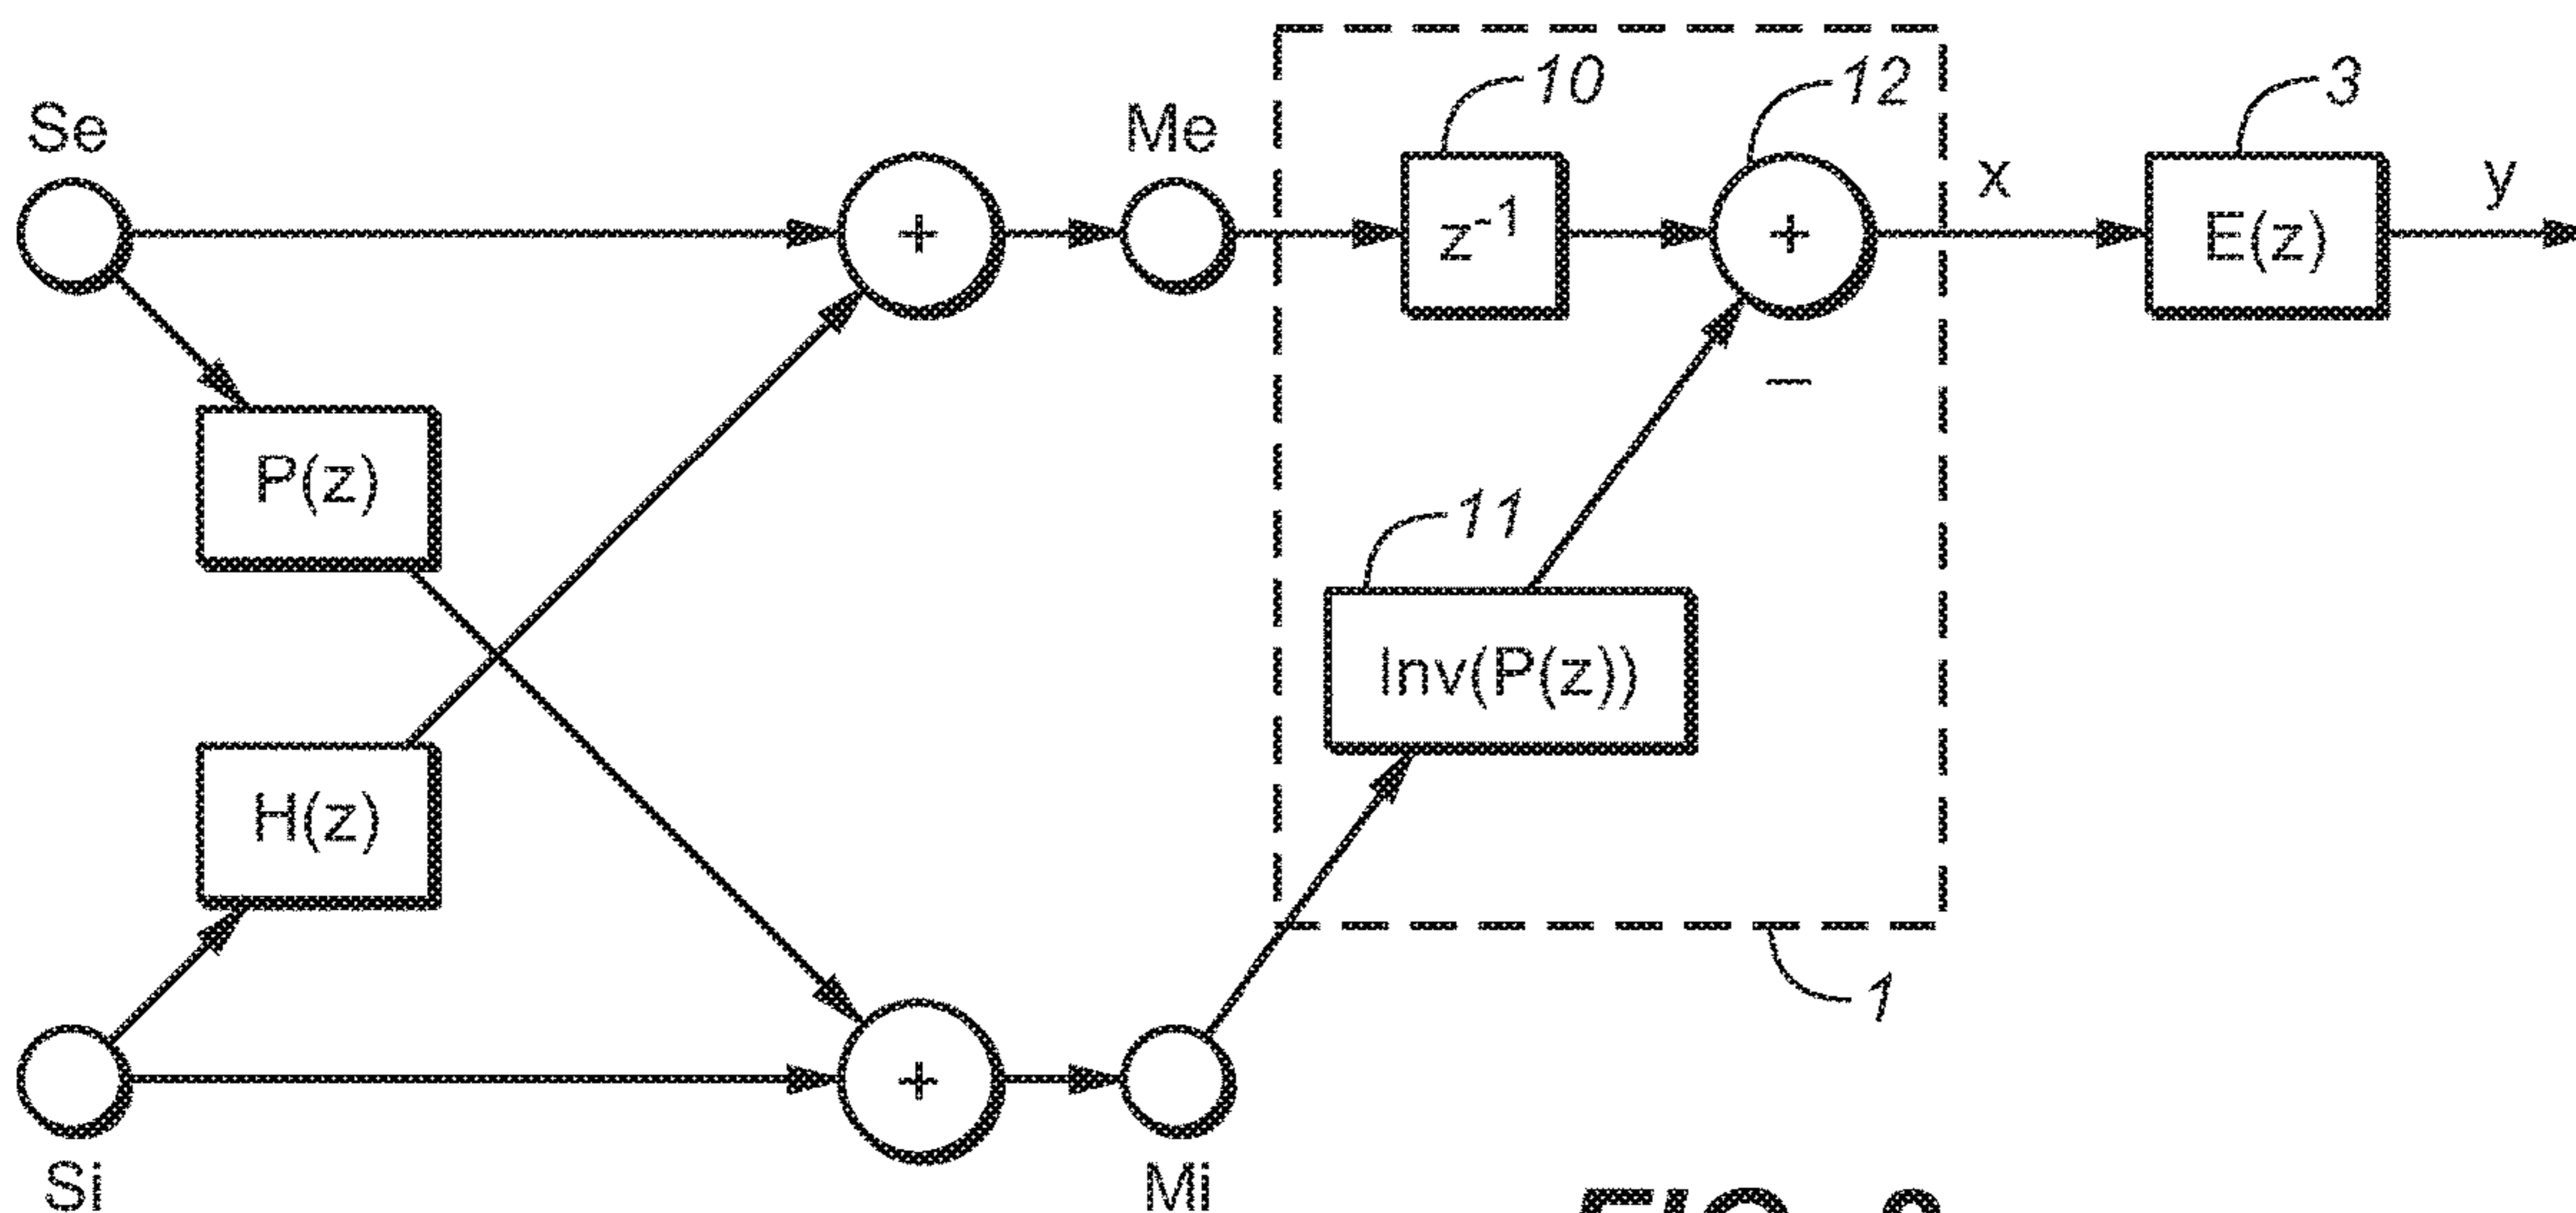 10
12
3
Se
Me
x
y
+
z⁻¹
+
E(z)
−
P(z)
11
Inv(P(z))
H(z)
1
+
Si
Mi